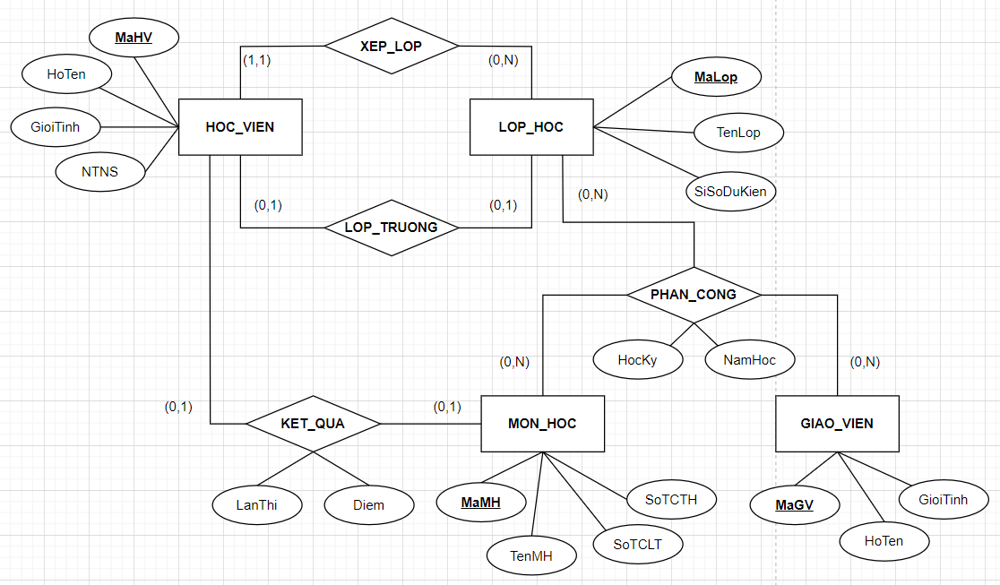 MaHV
XEP_LOP
HoTen
(1,1)
(0,N)
MaLop
GioiTinh
HOC_VIEN
LOP_HOC
TenLop
NTNS
SiSoDuKien
(0,1)
(0,1)
(0,N)
LOP_TRUONG
PHAN_CONG
HocKy
NamHoc
(0,N)
(0,N)
(0,1)
(0,1)
KET_QUA
MON_HOC
GIAO_VIEN
LanThi
Diem
MaMH
SoTCTH
MaGV
GioiTinh
TenMH
SoTCLT
HoTen